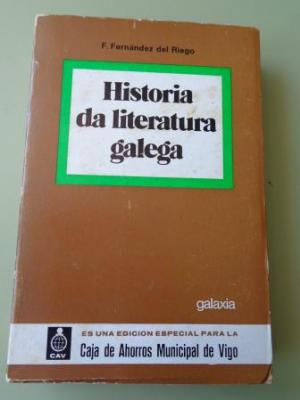 F. Fernández del Riego
Historia
da literatura
galega
galaxia
ES UNA EDICION ESPECIAL PARA LA
CAV
Caja de Ahorros Municipal de Vigo